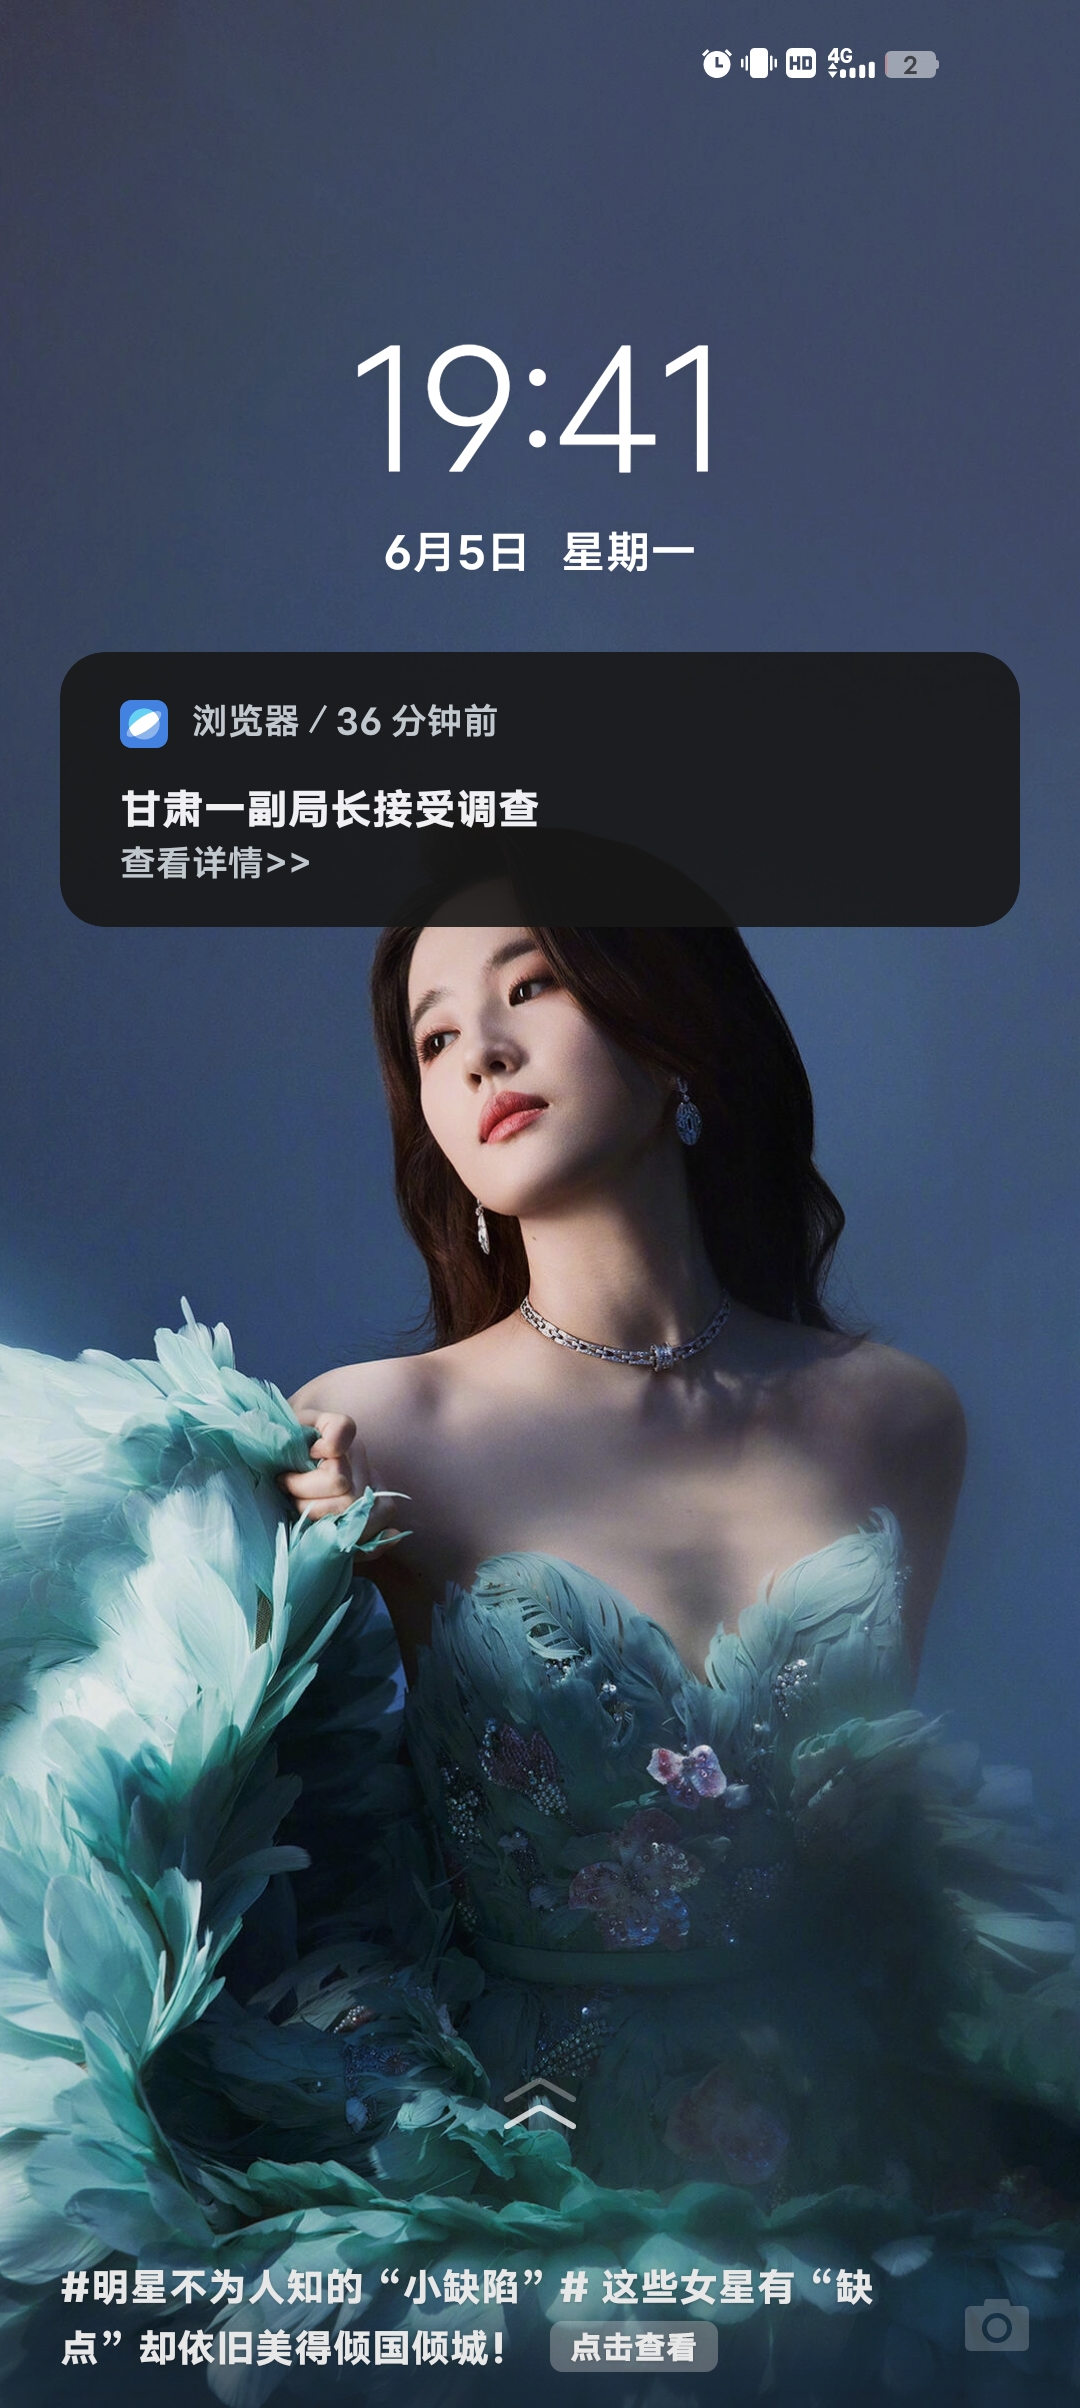 HD 4G 2
19:41
6月5日 星期一
浏览器 / 36 分钟前
甘肃一副局长接受调查
查看详情>>
#明星不为人知的“小缺陷”# 这些女星有“缺
点”却依旧美得倾国倾城! 点击查看